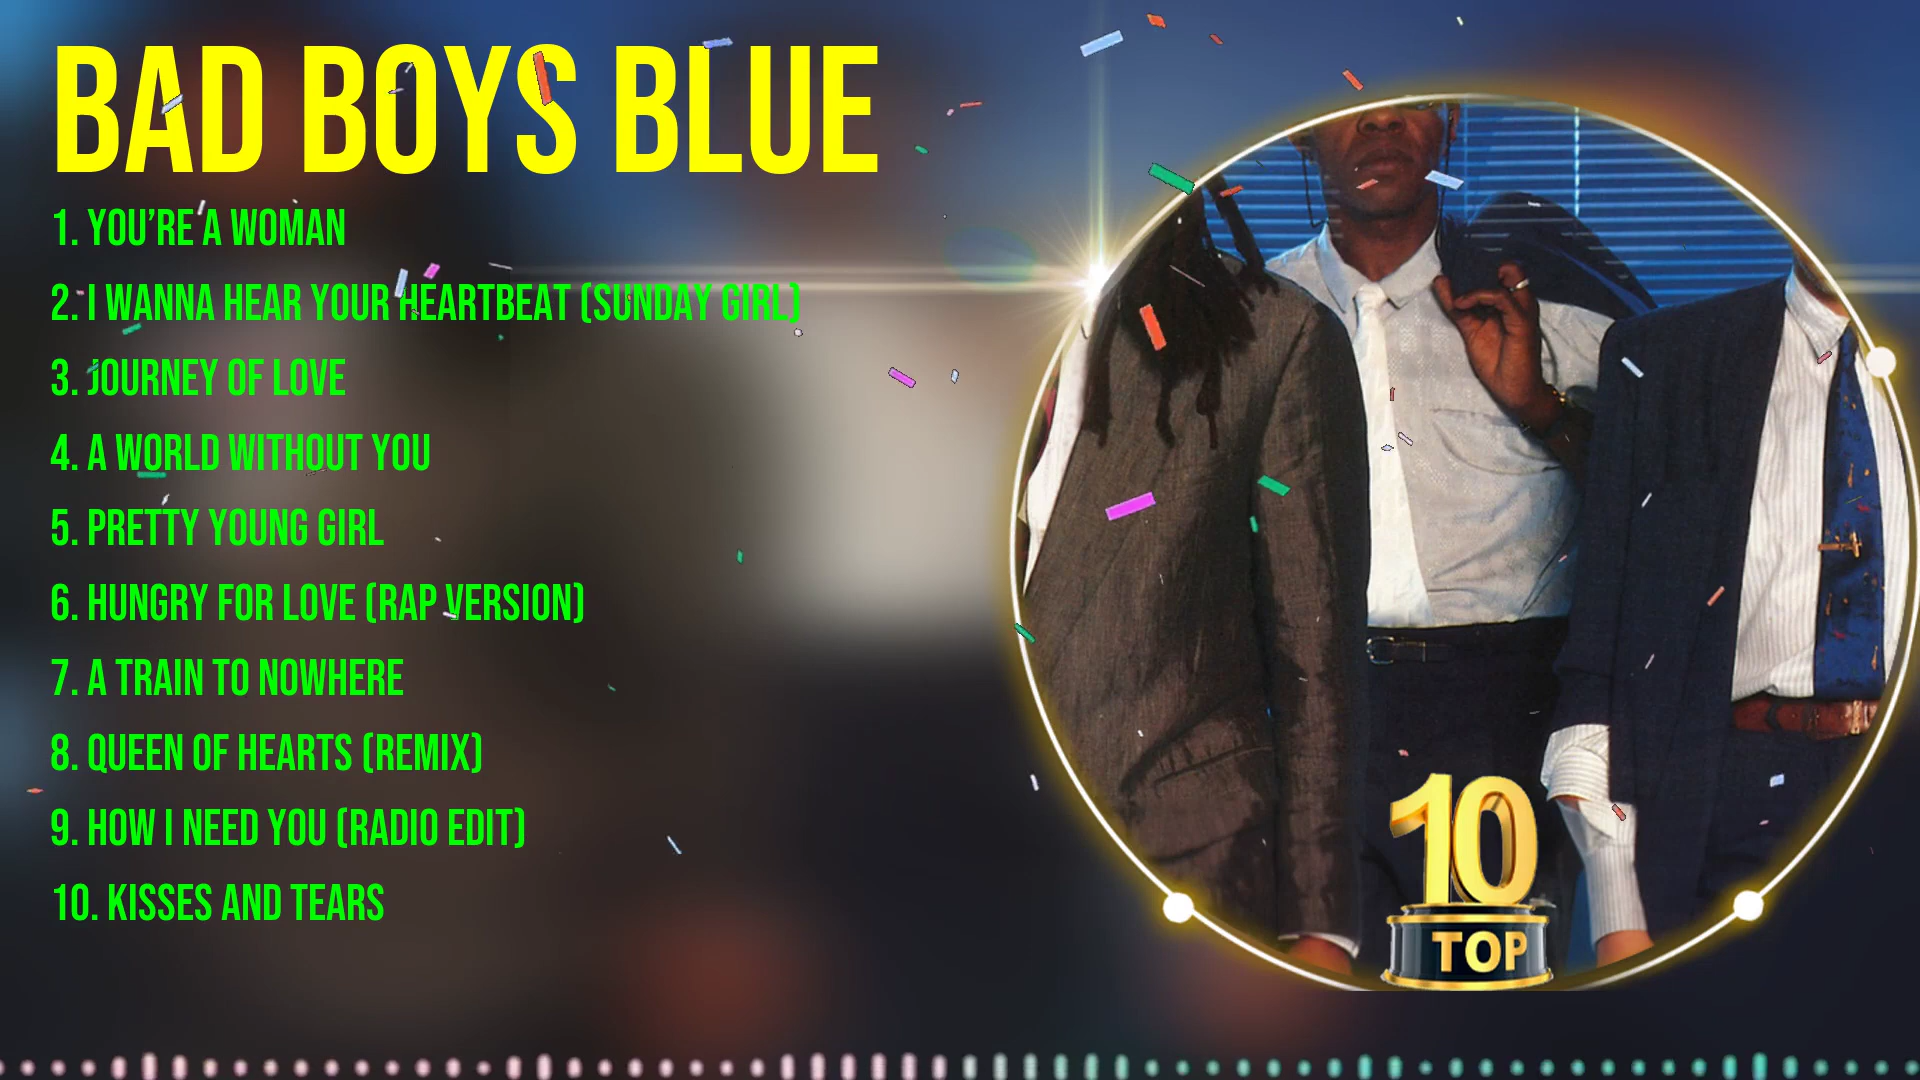 BAD BOYS BLUE
1. YOU'RE A WOMAN
2. I WANNA HEAR YOUR HEARTBEAT (SUNDAY GIRL)
3. JOURNEY OF LOVE
4. A WORLD WITHOUT YOU
5. PRETTY YOUNG GIRL
6. HUNGRY FOR LOVE (RAP VERSION)
7. A TRAIN TO NOWHERE
8. QUEEN OF HEARTS (REMIX)
9. HOW I NEED YOU (RADIO EDIT)
10. KISSES AND TEARS
10
TOP